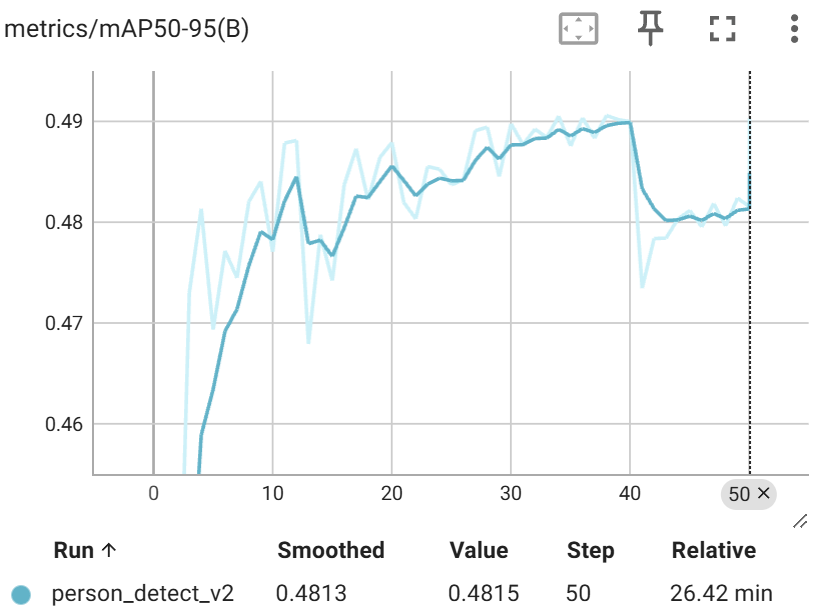 metrics/mAP50-95(B)
0.49
0.48
0.47
0.46
0 10 20 30 40 50 ×
Run ↑ Smoothed Value Step Relative
person_detect_v2 0.4813 0.4815 50 26.42 min